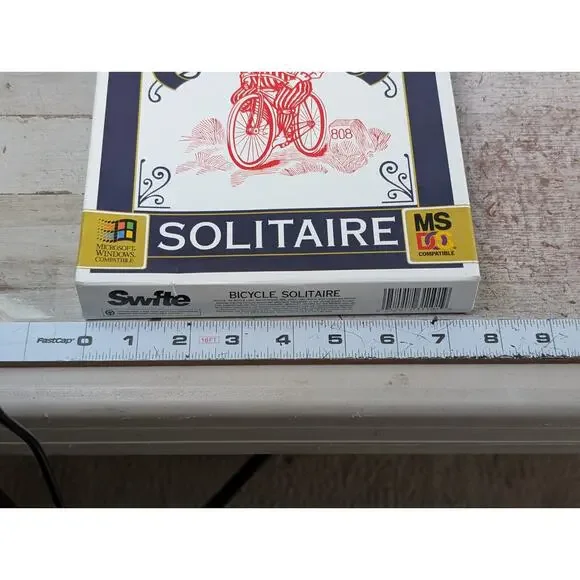 808
SOLITAIRE
MICROSOFT.
WINDOWS
COMPATIBLE
MS
DOS
COMPATIBLE
Swfte
BICYCLE SOLITAIRE
FastCap
0 1 2 16FT 3 4 5 6 7 8 9